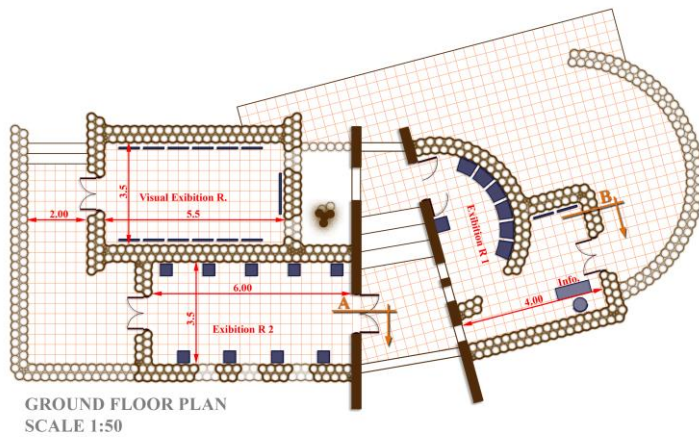 3.5
Visual Exibition R.
5.5
2,00
B
Exibition R 1
Info.
4,00
6,00
A
3.5
Exibition R 2
GROUND FLOOR PLAN
SCALE 1:50